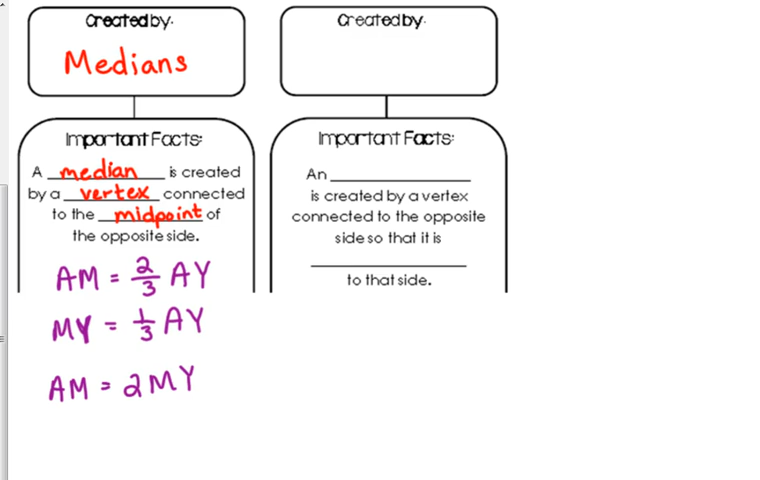 Created by:
Medians
Important Facts:
A median is created
by a vertex connected
to the midpoint of
the opposite side.
AM = 2/3 AY
MY = 1/3 AY
AM = 2MY
Created by:
Important Facts:
An ____________
is created by a vertex
connected to the opposite
side so that it is
____________
to that side.